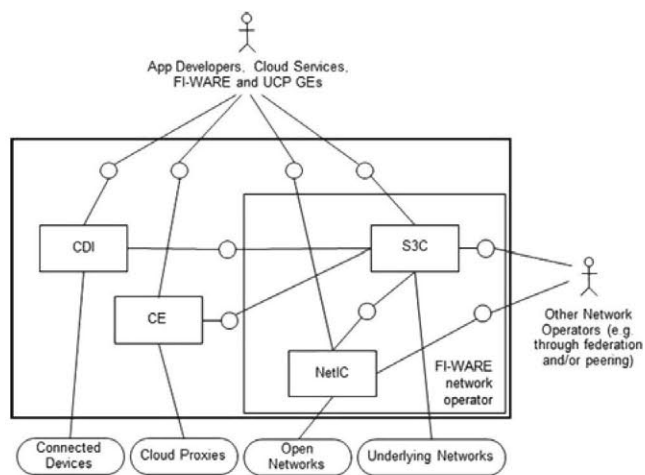 App Developers, Cloud Services,
FI-WARE and UCP GEs
CDI
S3C
CE
Other Network
Operators (e.g.
through federation
and/or peering)
NetIC
FI-WARE
network
operator
Connected
Devices
Cloud Proxies
Open
Networks
Underlying Networks